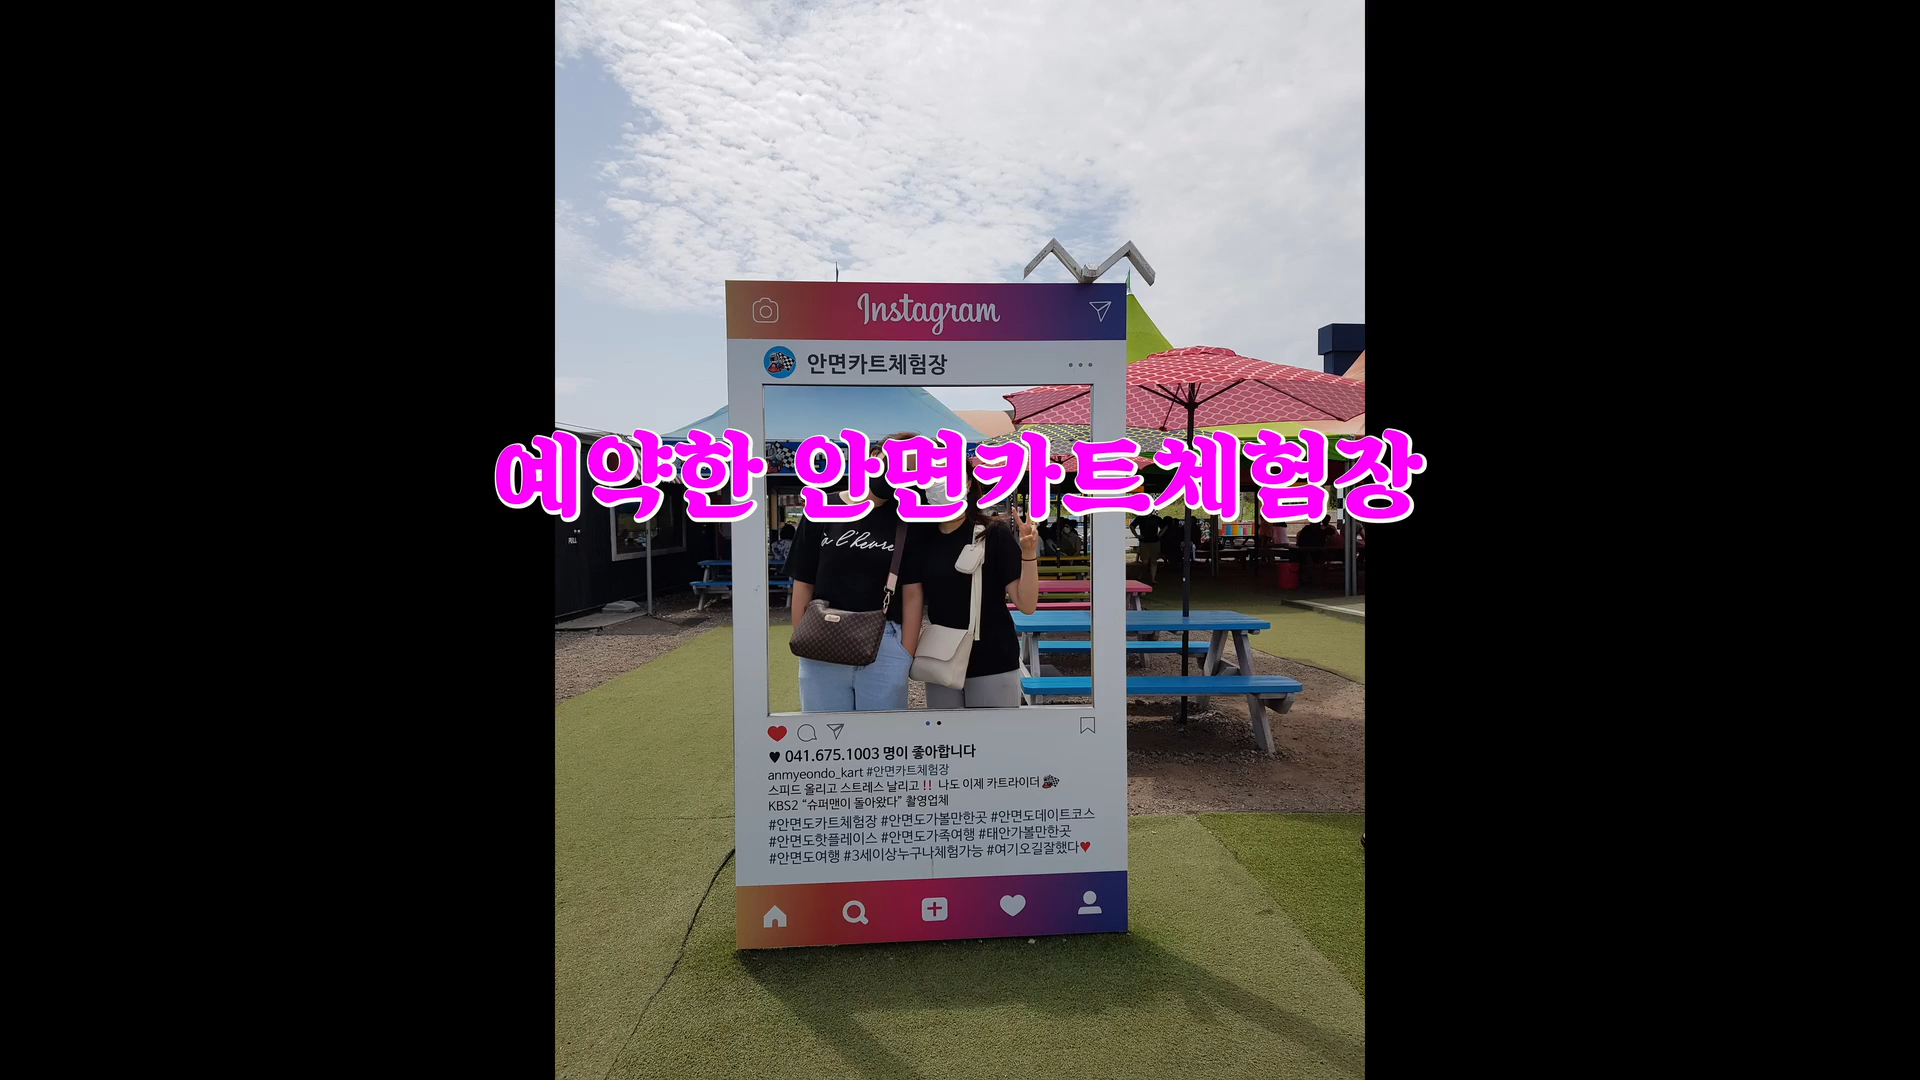 Instagram
안면카트체험장
예약한 안면카트체험장
à l'heure
♥ 041.675.1003 명이 좋아합니다
anmyeondo_kart #안면카트체험장
스피드 올리고 스트레스 날리고!! 나도 이제 카트라이더
KBS2 “슈퍼맨이 돌아왔다” 촬영업체
#안면도카트체험장 #안면도가볼만한곳 #안면도데이트코스
#안면도핫플레이스 #안면도가족여행 #태안가볼만한곳
#안면도여행 #3세이상누구나체험가능 #여기오길잘했다♥